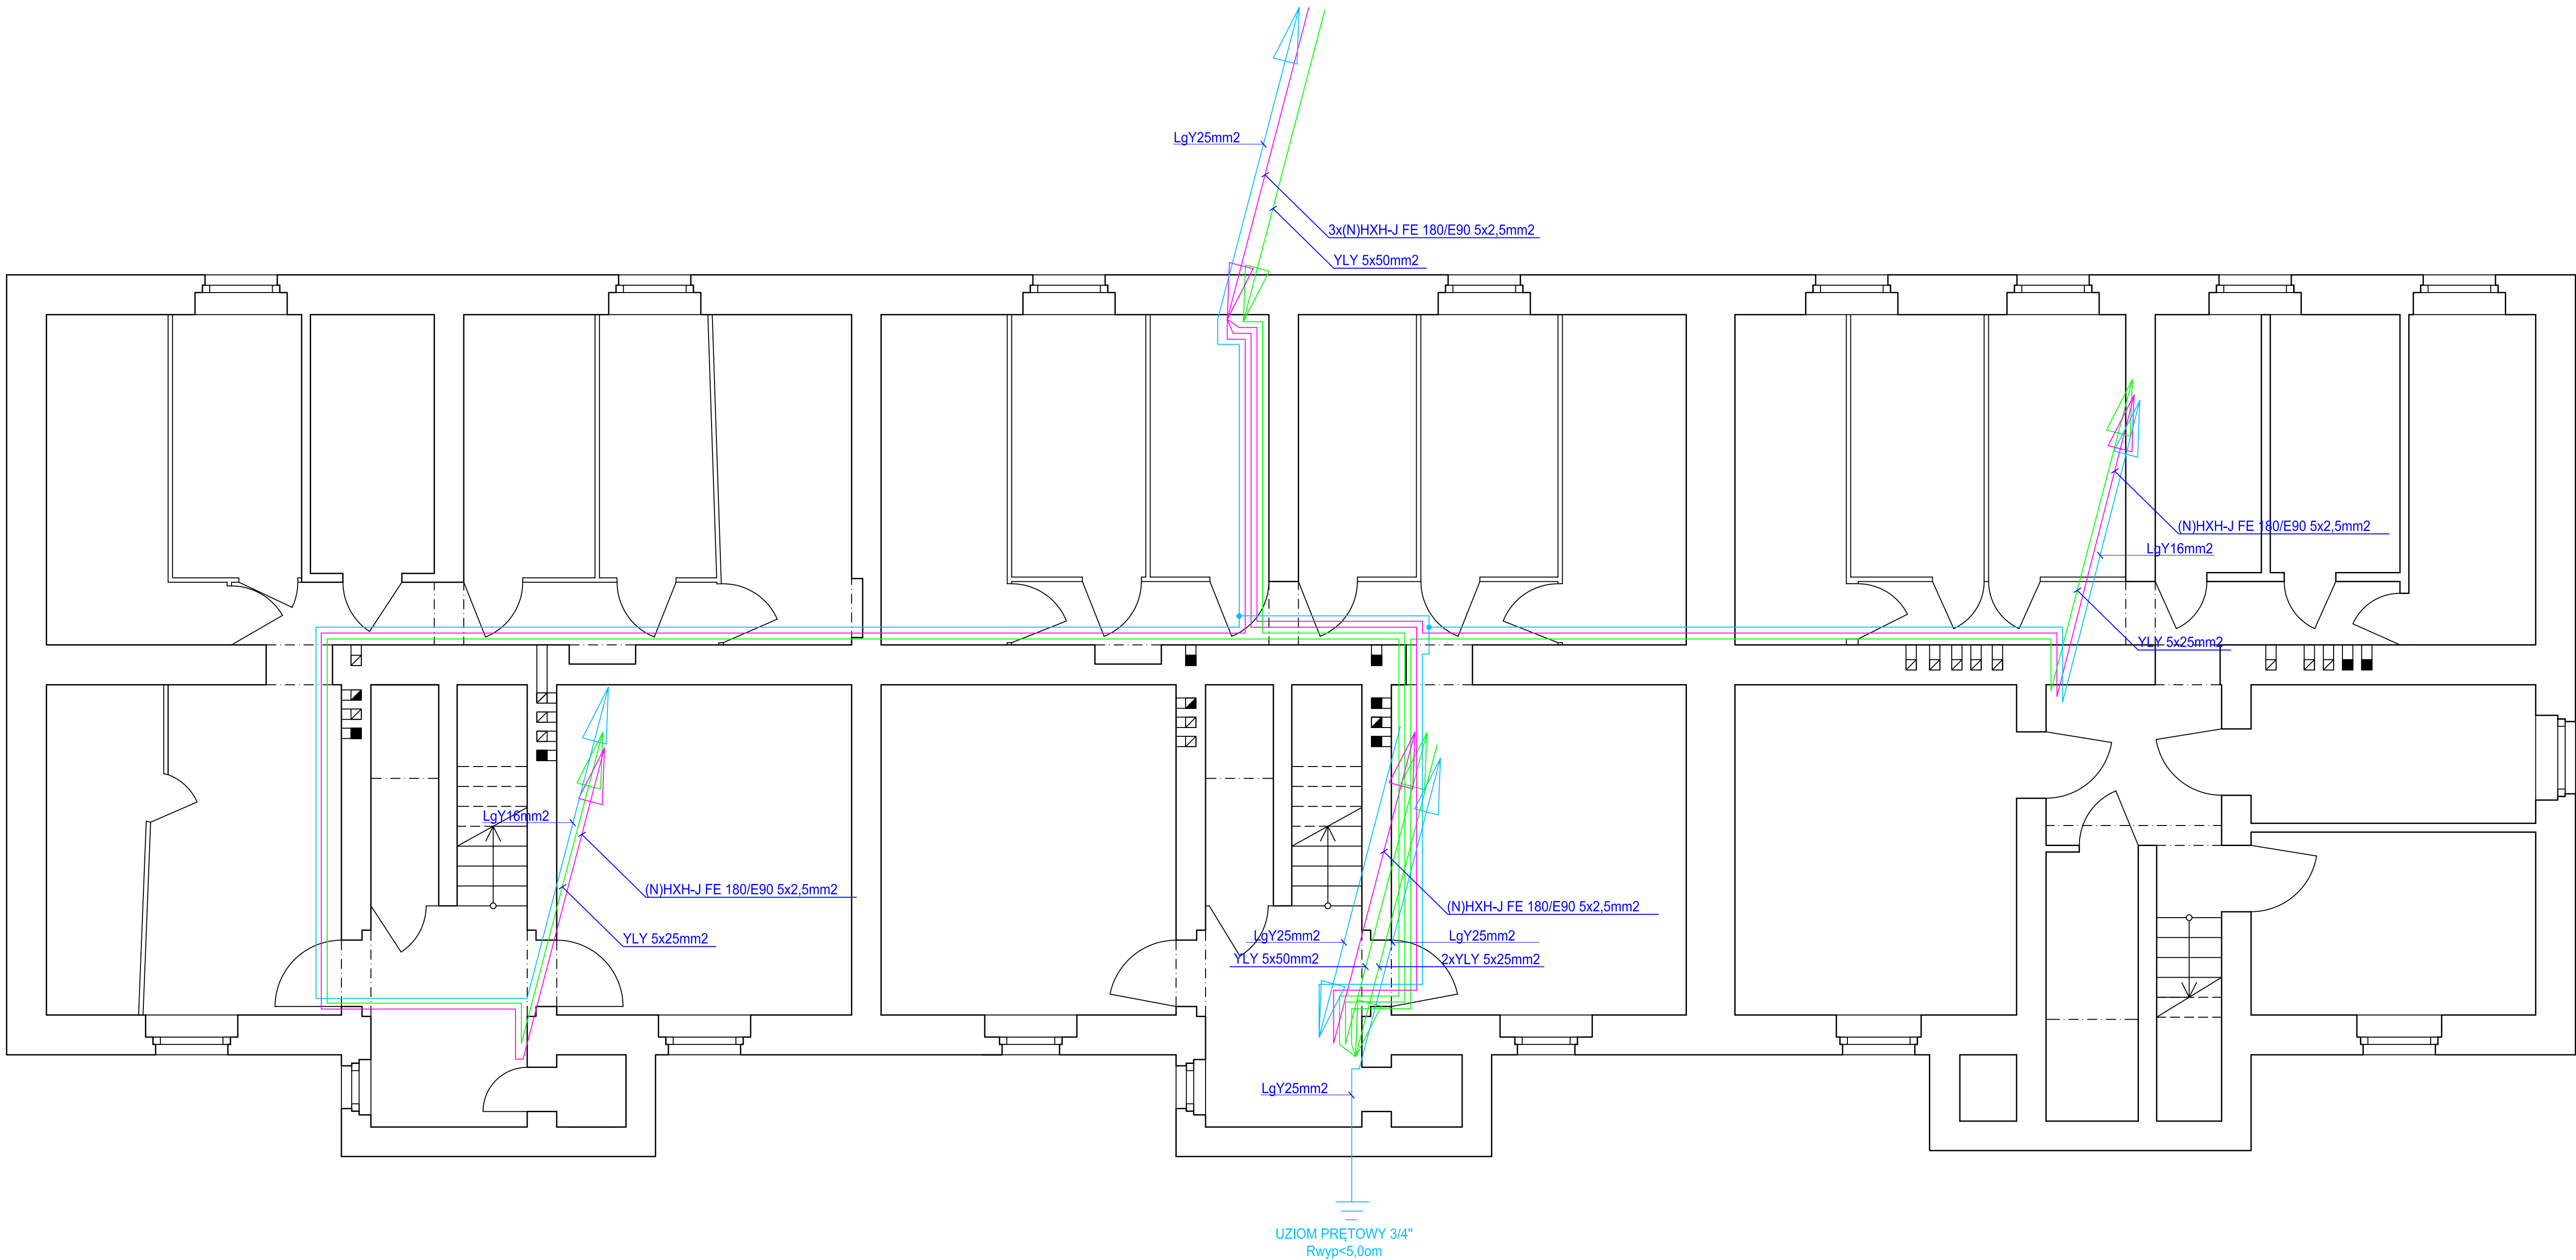 LgY25mm2
3x(N)HXH-J FE 180/E90 5x2,5mm2
YLY 5x50mm2
(N)HXH-J FE 180/E90 5x2,5mm2
LgY16mm2
YLY 5x25mm2
LgY16mm2
(N)HXH-J FE 180/E90 5x2,5mm2
YLY 5x25mm2
(N)HXH-J FE 180/E90 5x2,5mm2
LgY25mm2
LgY25mm2
YLY 5x50mm2
2xYLY 5x25mm2
LgY25mm2
UZIOM PRĘTOWY 3/4"
Rwyp<5,0om